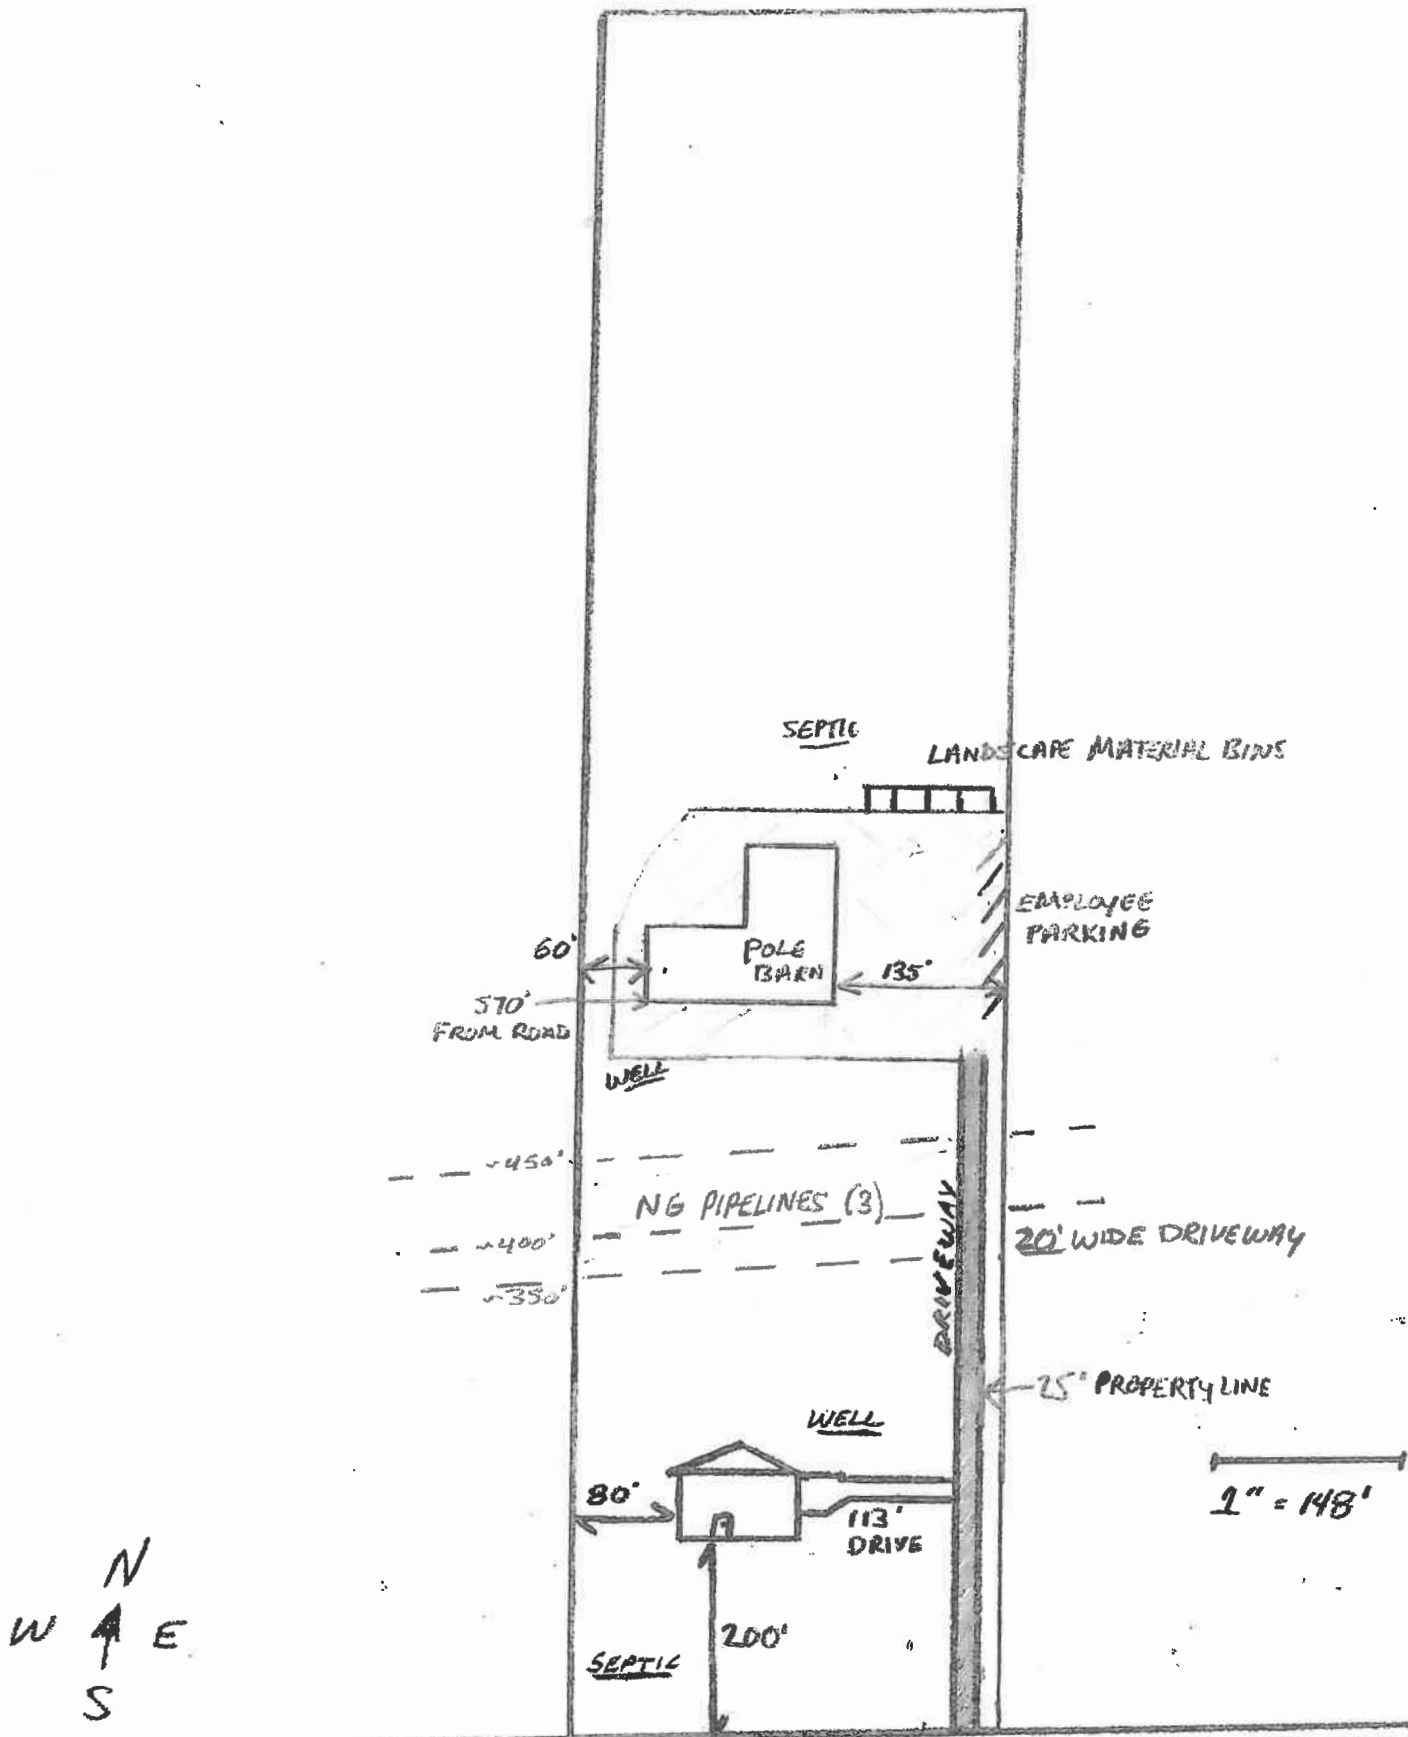 SEPTIC
LANDSCAPE MATERIAL BINS
EMPLOYEE
PARKING
60'
POLE
BARN
135'
570'
FROM ROAD
WELL
~450'
NG PIPELINES (3)
~400'
20' WIDE DRIVEWAY
~350'
DRIVEWAY
25' PROPERTY LINE
WELL
80'
113'
DRIVE
1" = 148'
N
W E
S
200'
SEPTIC